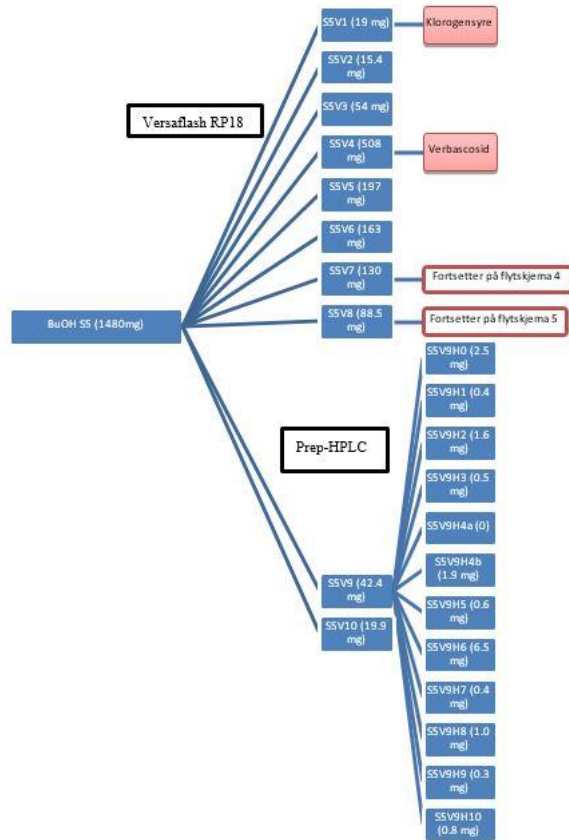 S5V1 (19 mg)
Klorogensyre
S5V2 (15.4
mg)
Versaflash RP18
S5V3 (54 mg)
S5V4 (508
mg)
Verbascosid
S5V5 (197
mg)
S5V6 (163
mg)
S5V7 (130
mg)
Fortsetter på flytskjema 4
BuOH S5 (1480mg)
S5V8 (88.5
mg)
Fortsetter på flytskjema 5
S5V9H0 (2.5
mg)
S5V9H1 (0.4
mg)
Prep-HPLC
S5V9H2 (1.6
mg)
S5V9H3 (0.5
mg)
S5V9H4a (0)
S5V9H4b
(1.9 mg)
S5V9 (42.4
mg)
S5V9H5 (0.6
mg)
S5V10 (19.9
mg)
S5V9H6 (6.5
mg)
S5V9H7 (0.4
mg)
S5V9H8 (1.0
mg)
S5V9H9 (0.3
mg)
S5V9H10
(0.8 mg)